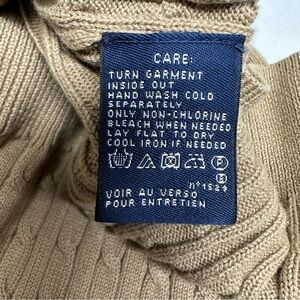 CARE:
TURN GARMENT
INSIDE OUT
HAND WASH COLD
SEPARATELY
ONLY NON-CHLORINE
BLEACH WHEN NEEDED
LAY FLAT TO DRY
COOL IRON IF NEEDED
P
nº1529
VOIR AU VERSO
POUR ENTRETIEN